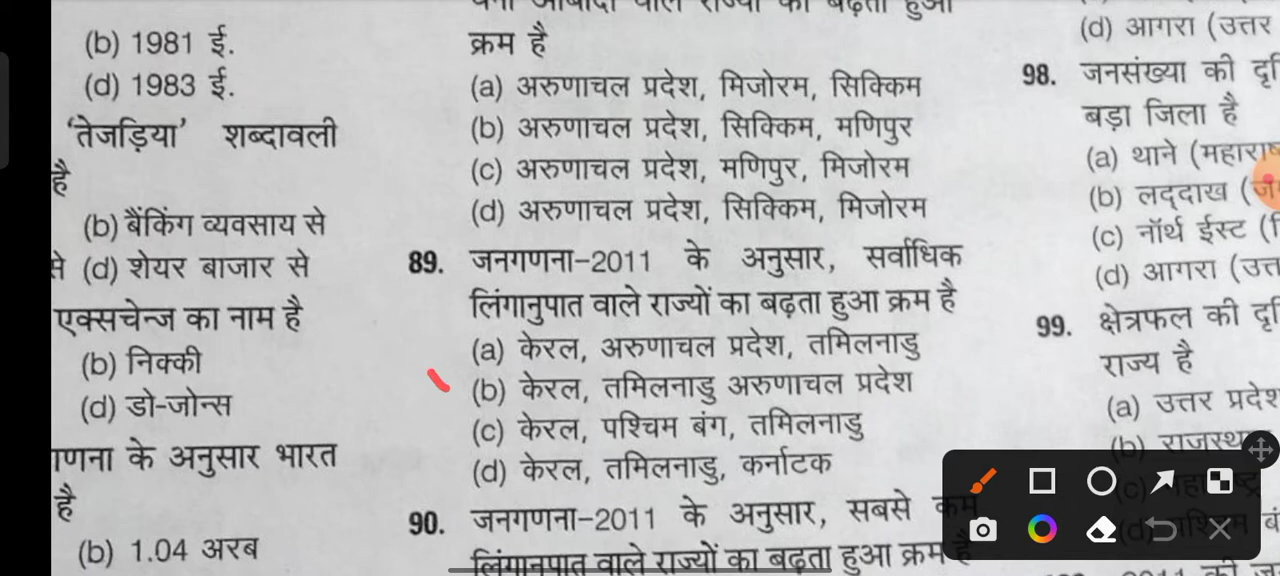 (b) 1981 ई.
(d) 1983 ई.
'तेजड़िया' शब्दावली
है
(b) बैंकिंग व्यवसाय से
से (d) शेयर बाजार से
एक्सचेन्ज का नाम है
(b) निक्की
(d) डो-जोन्स
के अनुसार भारत
है
(b) 1.04 अरब
क्रम है
(a) अरुणाचल प्रदेश, मिजोरम, सिक्किम
(b) अरुणाचल प्रदेश, सिक्किम, मणिपुर
(c) अरुणाचल प्रदेश, मणिपुर, मिजोरम
(d) अरुणाचल प्रदेश, सिक्किम, मिजोरम
89. जनगणना-2011 के अनुसार, सर्वाधिक
लिंगानुपात वाले राज्यों का बढ़ता हुआ क्रम है
(a) केरल, अरुणाचल प्रदेश, तमिलनाडु
(b) केरल, तमिलनाडु अरुणाचल प्रदेश
(c) केरल, पश्चिम बंग, तमिलनाडु
(d) केरल, तमिलनाडु, कर्नाटक
90. जनगणना-2011 के अनुसार, सबसे कम
लिंगानुपात वाले राज्यों का बढ़ता हुआ क्रम है
(d) आगरा (उत्तर
98. जनसंख्या की
बड़ा जिला है
(a) थाने
(b) लद्दाख
(c) नॉर्थ ईस्ट
(d) आगरा
99. क्षेत्रफल की
राज्य है
(a) उत्तर प्रदेश
(b)